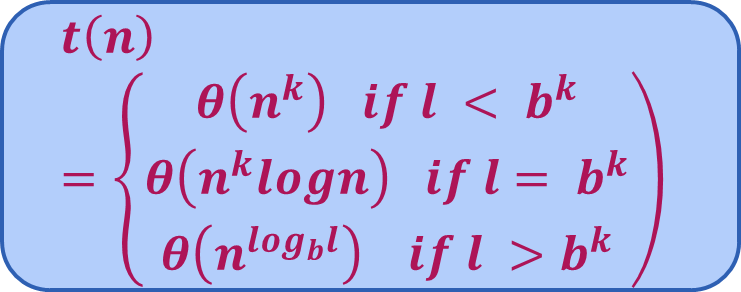 t(n)
= { θ(n^k) if l < b^k
θ(n^k logn) if l = b^k
θ(n^{log_b l}) if l > b^k )